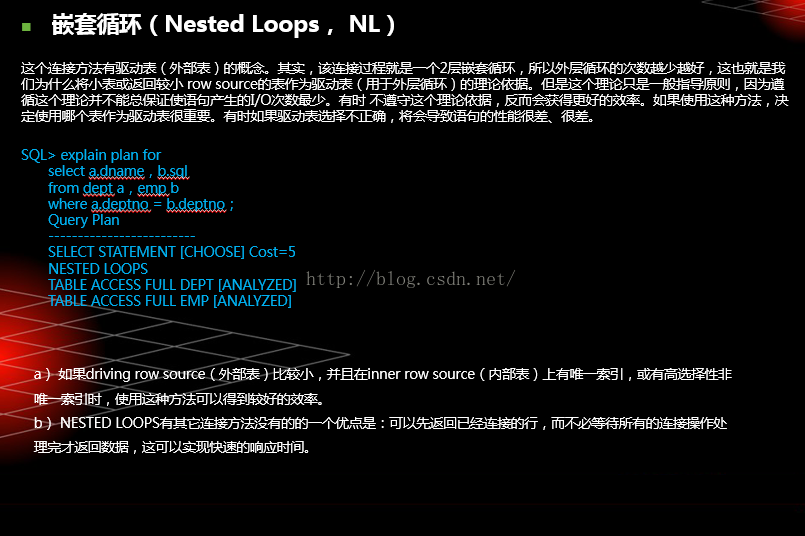 嵌套循环（Nested Loops， NL）
这个连接方法有驱动表（外部表）的概念。其实，该连接过程就是一个2层嵌套循环，所以外层循环的次数越少越好，这也就是我
们为什么将小表或返回较小 row source的表作为驱动表（用于外层循环）的理论依据。但是这个理论只是一般指导原则，因为遵
循这个理论并不能总保证使语句产生的I/O次数最少。有时 不遵守这个理论依据，反而会获得更好的效率。如果使用这种方法，决
定使用哪个表作为驱动表很重要。有时如果驱动表选择不正确，将会导致语句的性能很差、很差。
SQL> explain plan for
select a.dname，b.sql
from dept a，emp b
where a.deptno = b.deptno；
Query Plan
-------------------------
SELECT STATEMENT [CHOOSE] Cost=5
NESTED LOOPS
TABLE ACCESS FULL DEPT [ANALYZED]
http://blog.csdn.net/
TABLE ACCESS FULL EMP [ANALYZED]
a） 如果driving row source（外部表）比较小，并且在inner row source（内部表）上有唯一索引，或有高选择性非
唯一索引时，使用这种方法可以得到较好的效率。
b） NESTED LOOPS有其它连接方法没有的的一个优点是：可以先返回已经连接的行，而不必等待所有的连接操作处
理完才返回数据，这可以实现快速的响应时间。